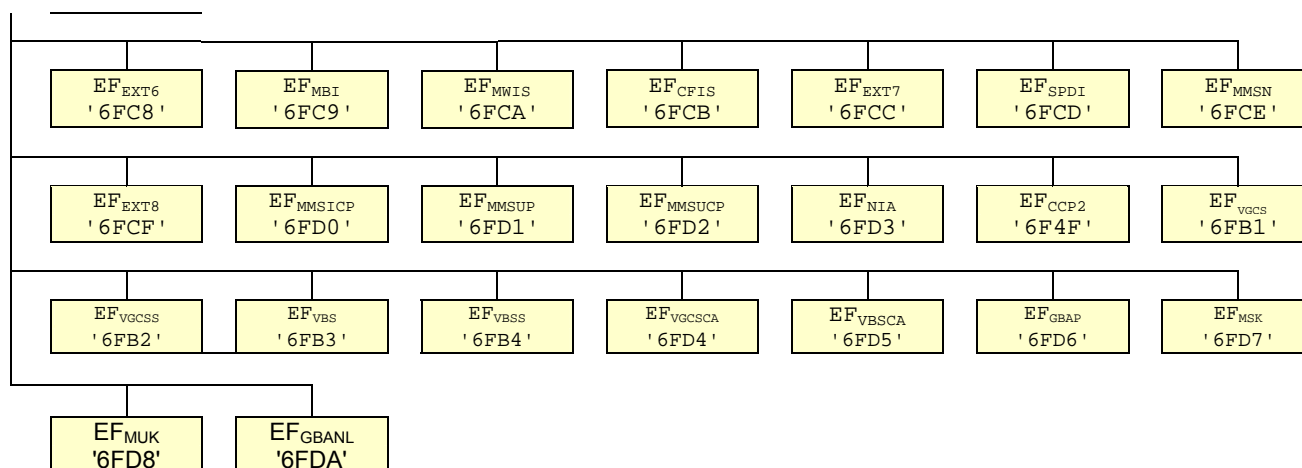 EFEXT6 EFMBI EFMWIS EFCFIS EFEXT7 EFSPDI EFMMSN
'6FC8' '6FC9' '6FCA' '6FCB' '6FCC' '6FCD' '6FCE'
EFEXT8 EFMMSICP EFMMSUP EFMMSUCP EFNIA EFCCP2 EFVGCS
'6FCF' '6FD0' '6FD1' '6FD2' '6FD3' '6F4F' '6FB1'
EFVGCSS EFVBS EFVBSS EFVGCSCA EFVBSCA EFGBAP EFMSK
'6FB2' '6FB3' '6FB4' '6FD4' '6FD5' '6FD6' '6FD7'
EFMUK EFGBANL
'6FD8' '6FDA'